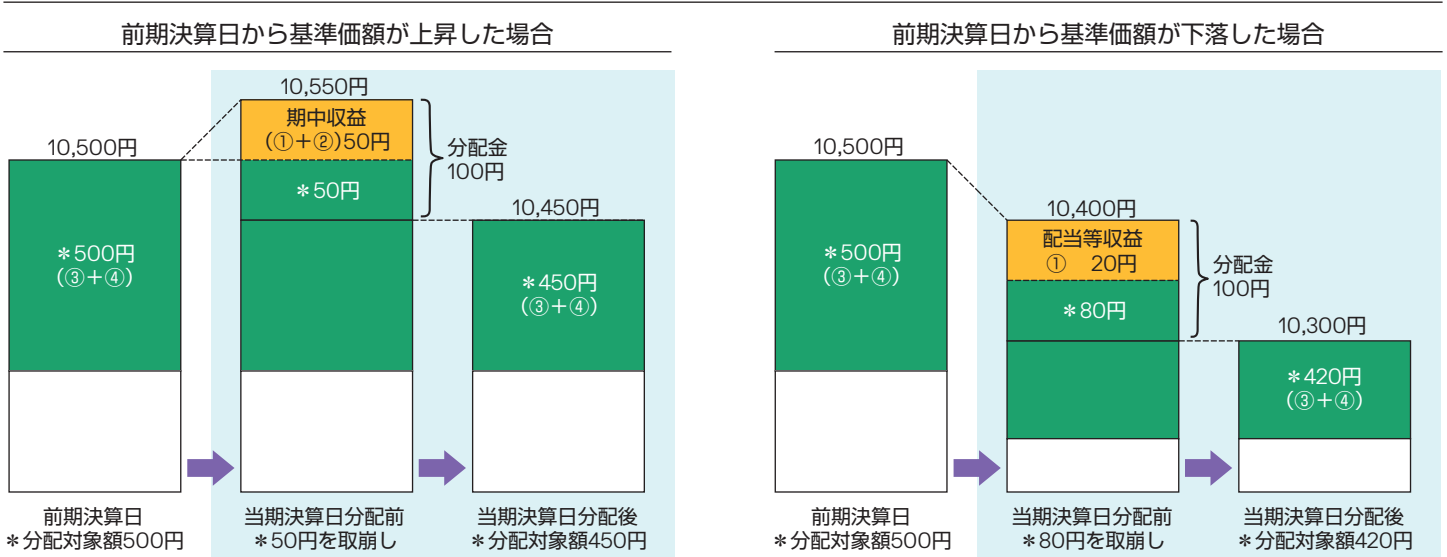 前期決算日から基準価額が上昇した場合
10,500円
＊500円
(③＋④)
前期決算日
＊分配対象額500円
10,550円
期中収益
(①＋②)50円
＊50円
分配金
100円
当期決算日分配前
＊50円を取崩し
10,450円
＊450円
(③＋④)
当期決算日分配後
＊分配対象額450円
前期決算日から基準価額が下落した場合
10,500円
＊500円
(③＋④)
前期決算日
＊分配対象額500円
10,400円
配当等収益
①　20円
＊80円
分配金
100円
当期決算日分配前
＊80円を取崩し
10,300円
＊420円
(③＋④)
当期決算日分配後
＊分配対象額420円